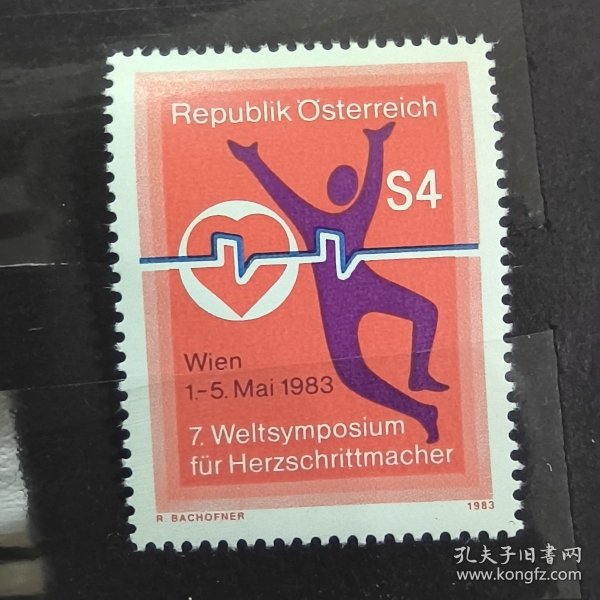 Republik Österreich
S4
Wien
1.-5. Mai 1983
7. Weltsymposium
für Herzschrittmacher
R. BACHOFNER
1983
孔夫子旧書网
www.kongfz.com